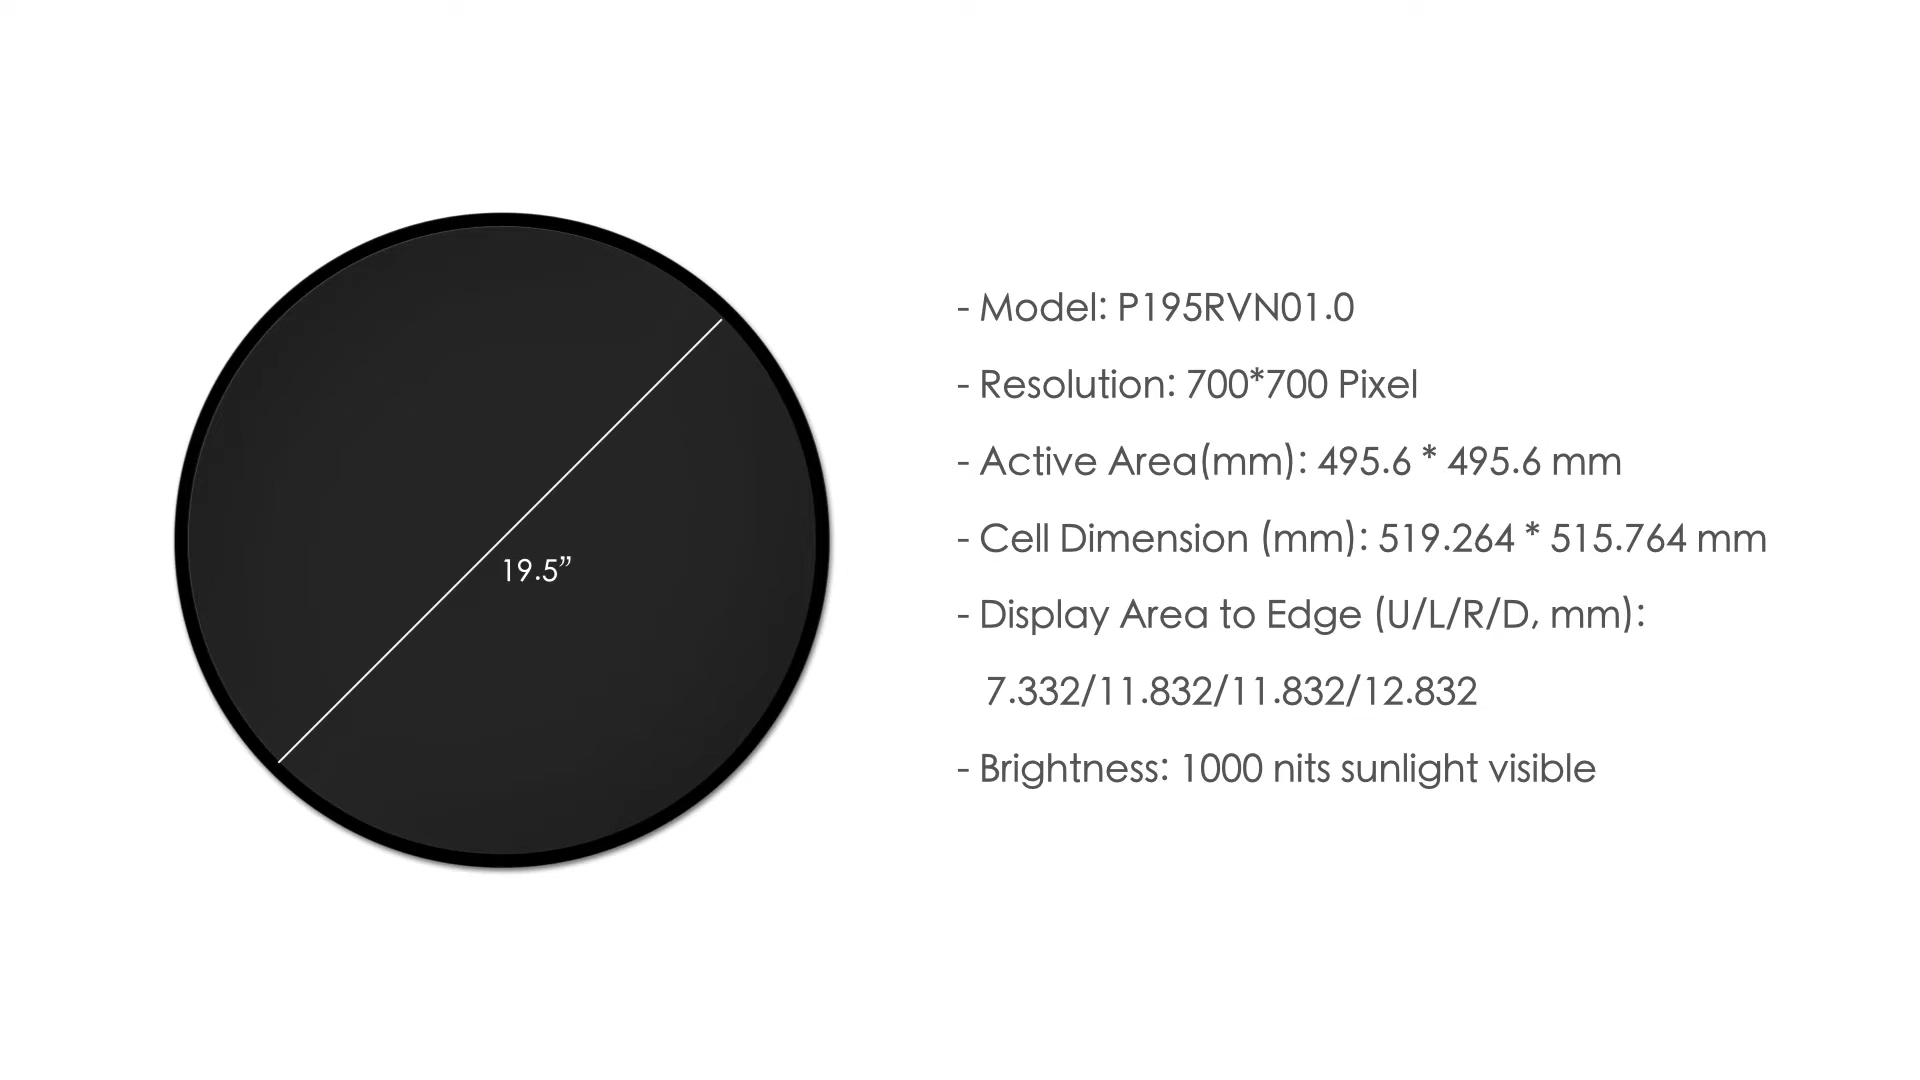 19.5”
- Model: P195RVN01.0
- Resolution: 700*700 Pixel
- Active Area(mm): 495.6 * 495.6 mm
- Cell Dimension (mm): 519.264 * 515.764 mm
- Display Area to Edge (U/L/R/D, mm):
7.332/11.832/11.832/12.832
- Brightness: 1000 nits sunlight visible